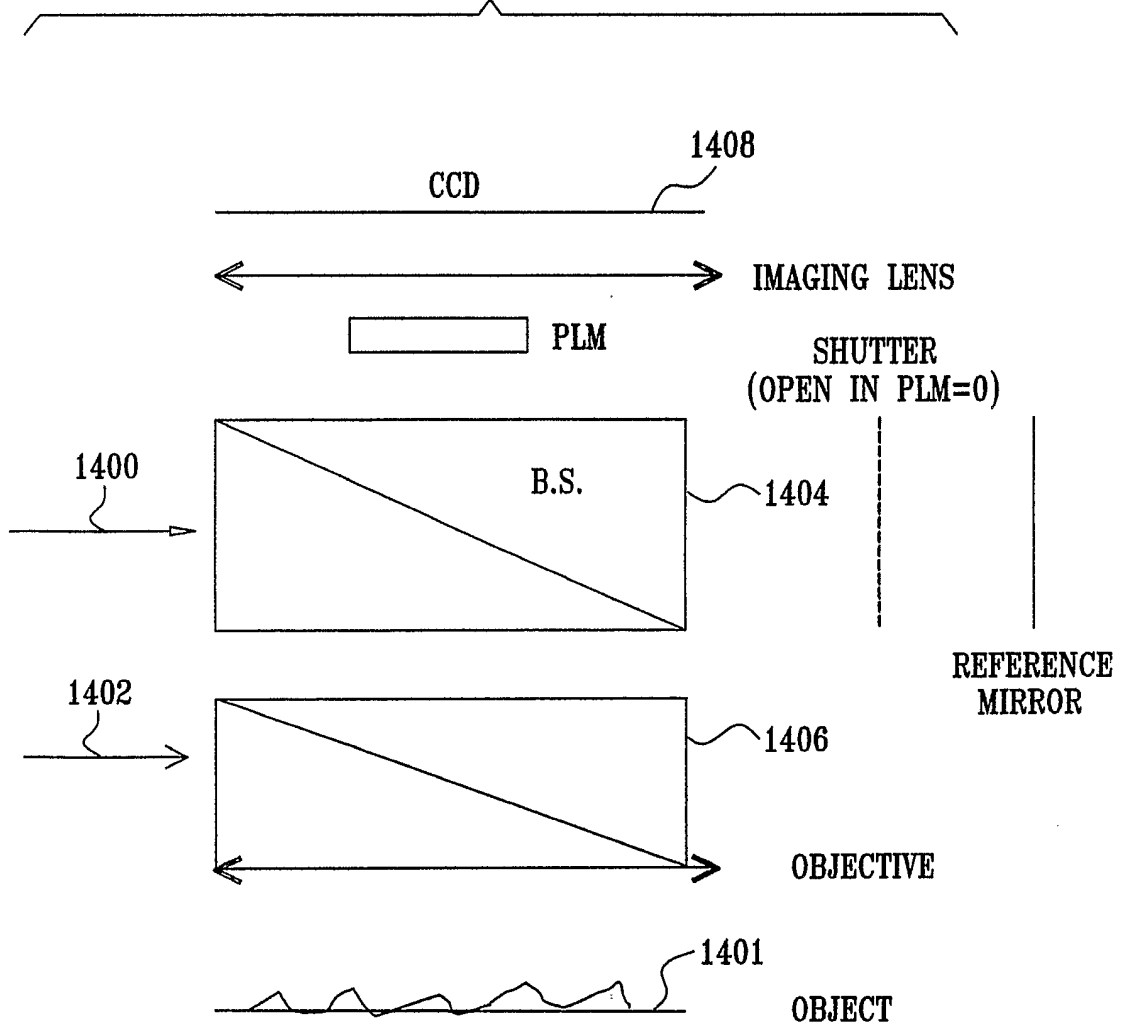 1408
CCD
IMAGING LENS
PLM
SHUTTER
(OPEN IN PLM=0)
1400
B.S.
1404
REFERENCE
MIRROR
1402
1406
OBJECTIVE
1401
OBJECT